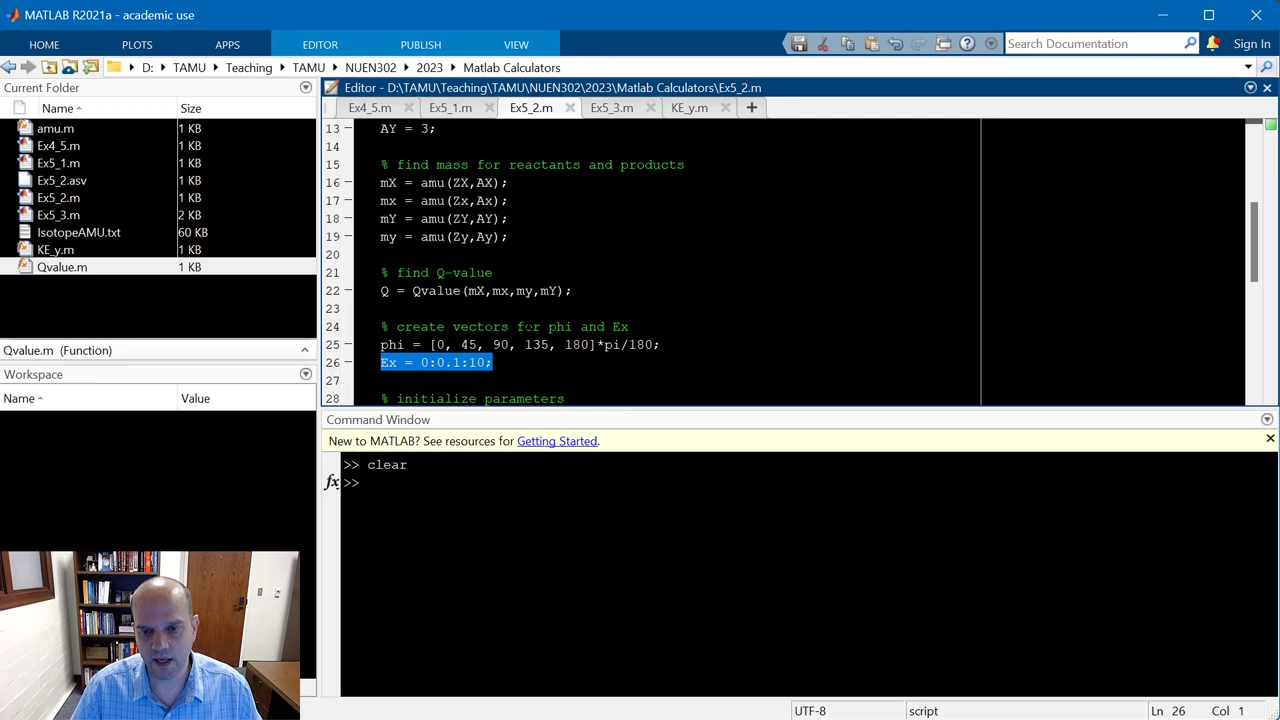 MATLAB R2021a - academic use
HOME PLOTS APPS EDITOR PUBLISH VIEW Search Documentation Sign In
D: TAMU Teaching TAMU NUEN302 2023 Matlab Calculators
Current Folder
Name Size
amu.m 1 KB
Ex4_5.m 1 KB
Ex5_1.m 1 KB
Ex5_2.asv 1 KB
Ex5_2.m 1 KB
Ex5_3.m 2 KB
IsotopeAMU.txt 60 KB
KE_y.m 1 KB
Qvalue.m 1 KB
Qvalue.m (Function)
Workspace
Name Value
Editor - D:\TAMU\Teaching\TAMU\NUEN302\2023\Matlab Calculators\Ex5_2.m
Ex4_5.m Ex5_1.m Ex5_2.m Ex5_3.m KE_y.m
13 AY = 3;
14
15 % find mass for reactants and products
16 mX = amu(ZX,AX);
17 mx = amu(Zx,Ax);
18 mY = amu(ZY,AY);
19 my = amu(Zy,Ay);
20
21 % find Q-value
22 Q = Qvalue(mX,mx,my,mY);
23
24 % create vectors for phi and Ex
25 phi = [0, 45, 90, 135, 180]*pi/180;
26 Ex = 0:0.1:10;
27
28 % initialize parameters
Command Window
New to MATLAB? See resources for Getting Started.
>> clear
fx >>
UTF-8 script Ln 26 Col 1